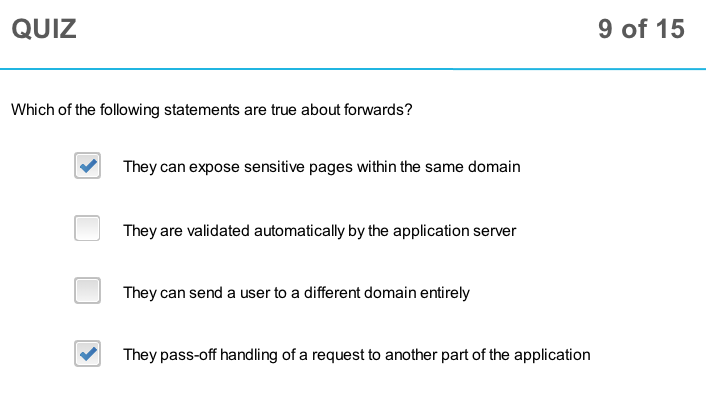 QUIZ 9 of 15
Which of the following statements are true about forwards?
They can expose sensitive pages within the same domain
They are validated automatically by the application server
They can send a user to a different domain entirely
They pass-off handling of a request to another part of the application